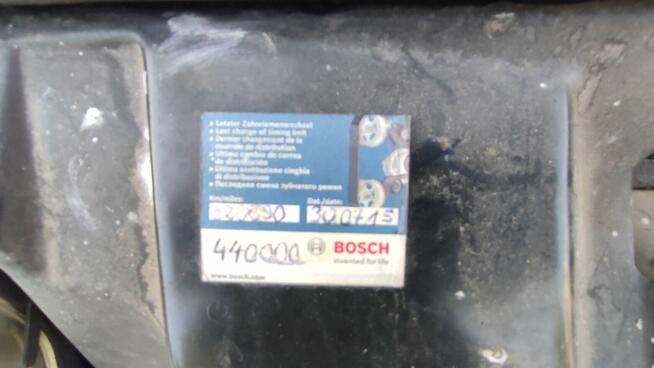 ▸ Letzter Zahnriemenwechsel
▸ Last change of timing belt
▸ Dernier changement de la
courroie de distribution
▸ Ultimo cambio de correa
de distribución
▸ Ultima sostituzione cinghia
di distribuzione
▸ Последняя смена зубчатого ремня
Km/miles: Dat./date:
300715
440000 BOSCH
Invented for life
www.bosch.com